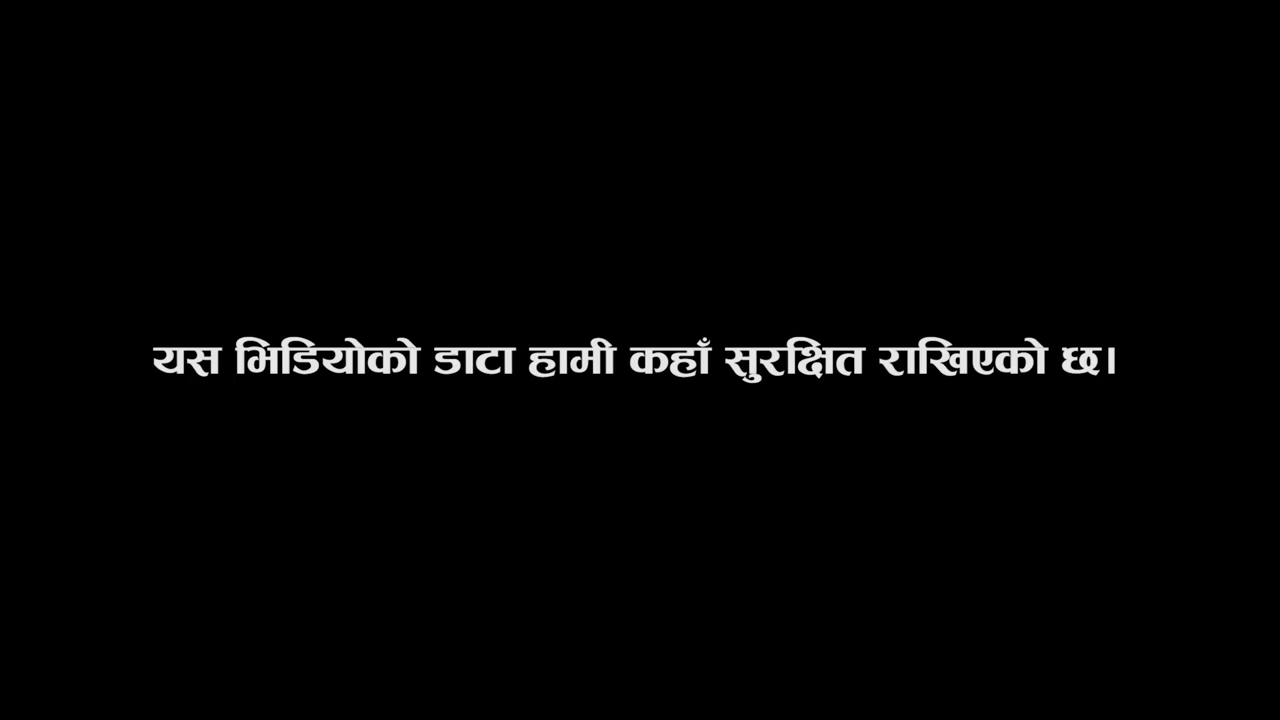 यस भिडियोको डाटा हामी कहाँ सुरक्षित राखिएको छ।